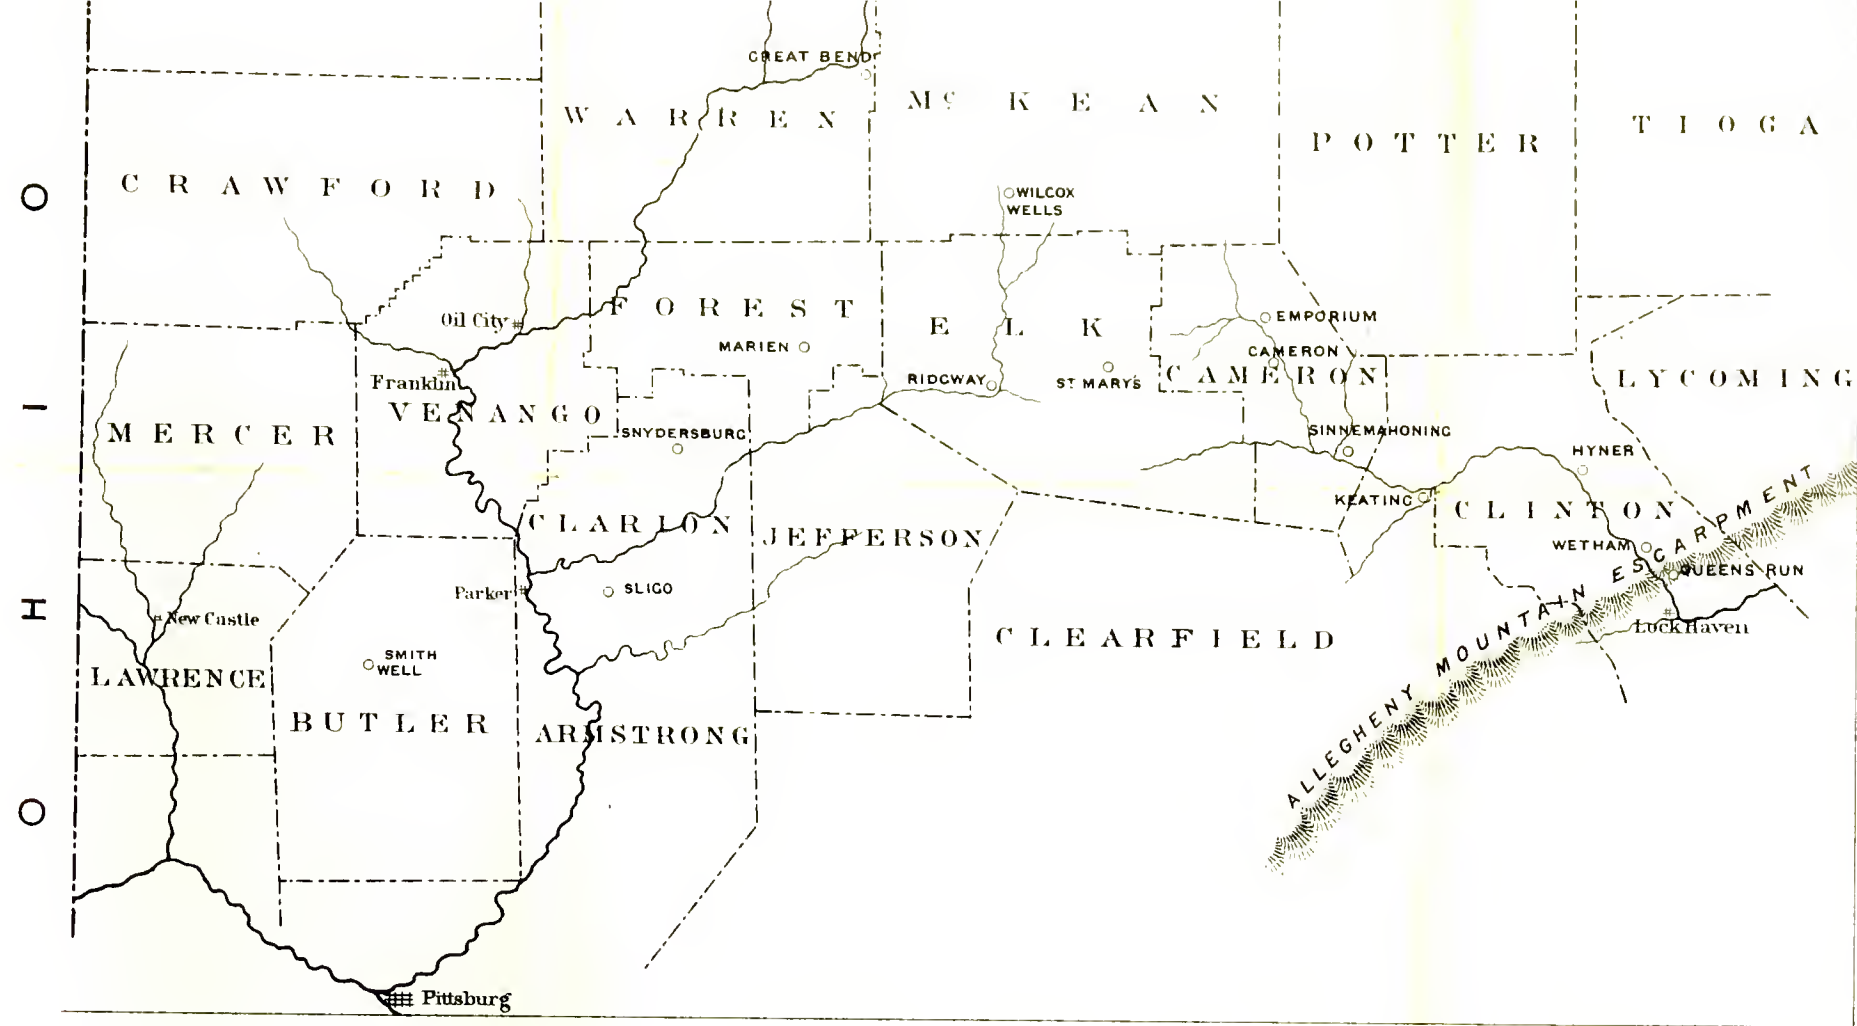 GREAT BEND
WARREN
McKEAN
POTTER
TIOGA
CRAWFORD
WILCOX
WELLS
OHIO
Oil City
FOREST
MARIEN
ELK
EMPORIUM
CAMERON
Franklin
RIDGWAY
ST MARYS
CAMERON
LYCOMING
VENANGO
MERCER
SNYDERSBURG
SINNEMAHONING
HYNER
KEATING
CLINTON
CLARION
JEFFERSON
WETHAM
QUEENS RUN
ALLEGHENY MOUNTAIN ESCARPMENT
Parker
SLIGO
New Castle
Lock Haven
CLEARFIELD
SMITH
WELL
LAWRENCE
BUTLER
ARMSTRONG
Pittsburg